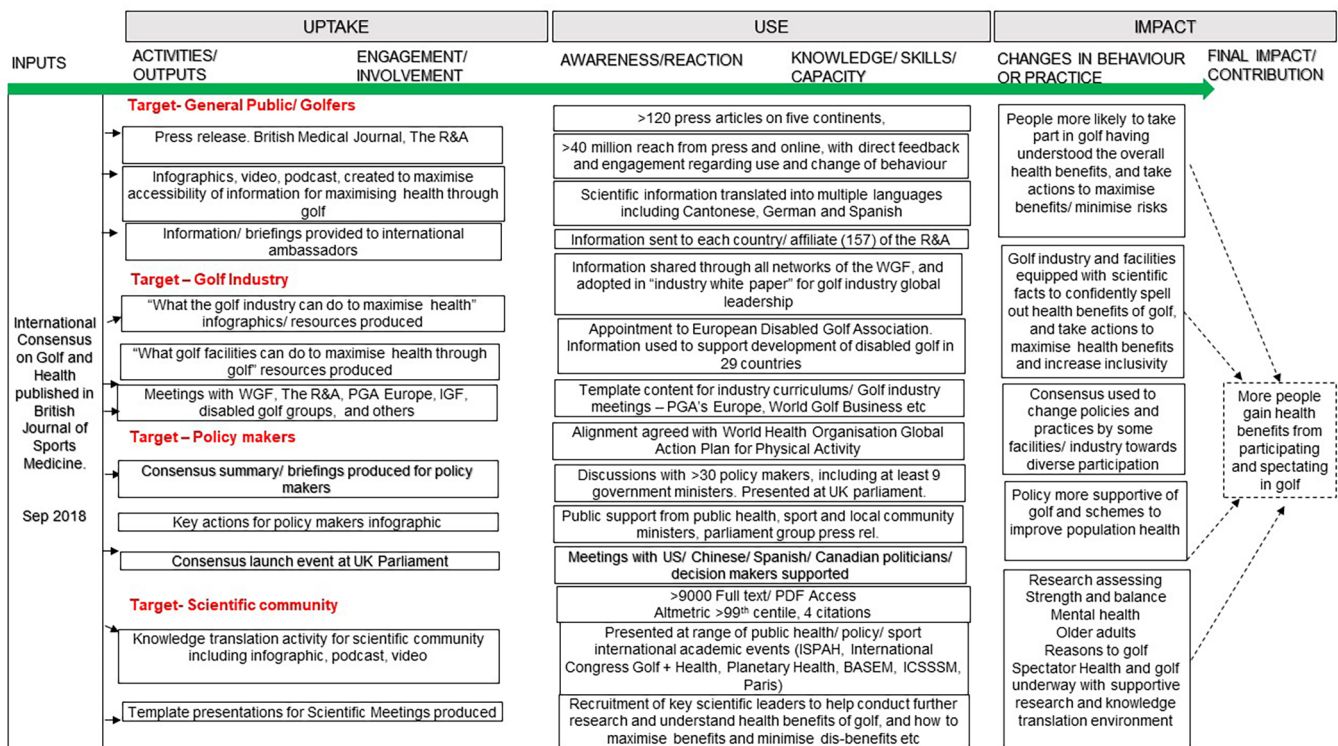 UPTAKE
USE
IMPACT
INPUTS
ACTIVITIES/
OUTPUTS
ENGAGEMENT/
INVOLVEMENT
AWARENESS/REACTION
KNOWLEDGE/ SKILLS/
CAPACITY
CHANGES IN BEHAVIOUR
OR PRACTICE
FINAL IMPACT/
CONTRIBUTION
International
Consensus
on Golf and
Health
published in
British
Journal of
Sports
Medicine.
Sep 2018
Target- General Public/ Golfers
Press release. British Medical Journal, The R&A
Infographics, video, podcast, created to maximise
accessibility of information for maximising health through
golf
Information/ briefings provided to international
ambassadors
Target – Golf Industry
“What the golf industry can do to maximise health”
infographics/ resources produced
“What golf facilities can do to maximise health through
golf” resources produced
Meetings with WGF, The R&A, PGA Europe, IGF,
disabled golf groups, and others
Target – Policy makers
Consensus summary/ briefings produced for policy
makers
Key actions for policy makers infographic
Consensus launch event at UK Parliament
Target- Scientific community
Knowledge translation activity for scientific community
including infographic, podcast, video
Template presentations for Scientific Meetings produced
>120 press articles on five continents,
>40 million reach from press and online, with direct feedback
and engagement regarding use and change of behaviour
Scientific information translated into multiple languages
including Cantonese, German and Spanish
Information sent to each country/ affiliate (157) of the R&A
Information shared through all networks of the WGF, and
adopted in “industry white paper” for golf industry global
leadership
Appointment to European Disabled Golf Association.
Information used to support development of disabled golf in
29 countries
Template content for industry curriculums/ Golf industry
meetings – PGA’s Europe, World Golf Business etc
Alignment agreed with World Health Organisation Global
Action Plan for Physical Activity
Discussions with >30 policy makers, including at least 9
government ministers. Presented at UK parliament.
Public support from public health, sport and local community
ministers, parliament group press rel.
Meetings with US/ Chinese/ Spanish/ Canadian politicians/
decision makers supported
>9000 Full text/ PDF Access
Altmetric >99th centile, 4 citations
Presented at range of public health/ policy/ sport
international academic events (ISPAH, International
Congress Golf + Health, Planetary Health, BASEM, ICSSSM,
Paris)
Recruitment of key scientific leaders to help conduct further
research and understand health benefits of golf, and how to
maximise benefits and minimise dis-benefits etc
People more likely to take
part in golf having
understood the overall
health benefits, and take
actions to maximise
benefits/ minimise risks
Golf industry and facilities
equipped with scientific
facts to confidently spell
out health benefits of golf,
and take actions to
maximise health benefits
and increase inclusivity
Consensus used to
change policies and
practices by some
facilities/ industry towards
diverse participation
Policy more supportive of
golf and schemes to
improve population health
Research assessing
Strength and balance
Mental health
Older adults
Reasons to golf
Spectator Health and golf
underway with supportive
research and knowledge
translation environment
More people
gain health
benefits from
participating
and spectating
in golf